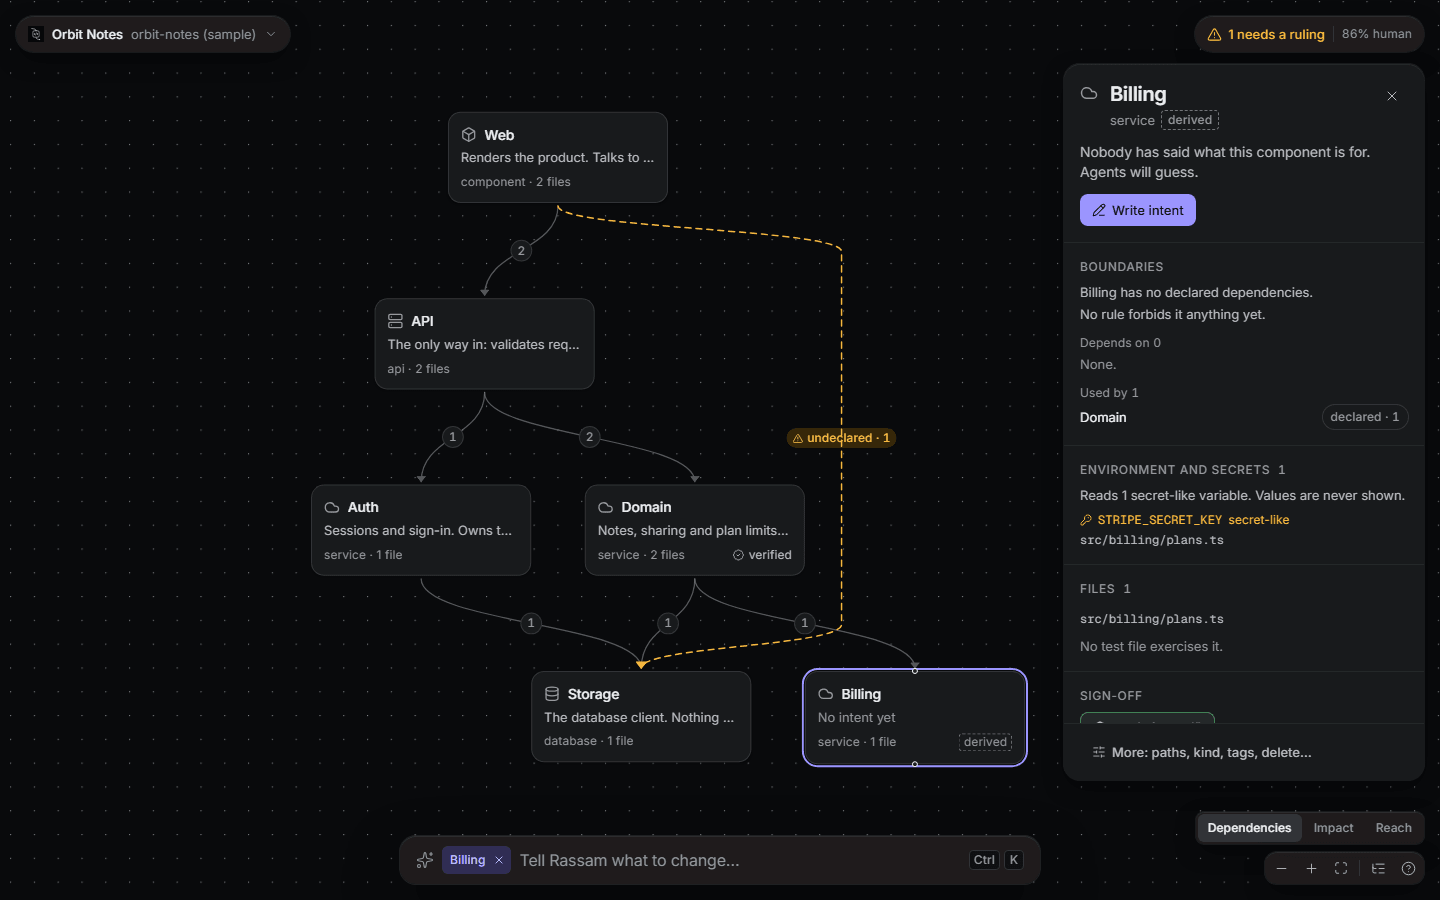 Orbit Notes orbit-notes (sample)
1 needs a ruling 86% human
Web
Renders the product. Talks to ...
component · 2 files
2
API
The only way in: validates req...
api · 2 files
1
2
undeclared · 1
Auth
Sessions and sign-in. Owns t...
service · 1 file
Domain
Notes, sharing and plan limits...
service · 2 files verified
1
1
1
Storage
The database client. Nothing ...
database · 1 file
Billing
No intent yet
service · 1 file derived
Billing
service derived
Nobody has said what this component is for.
Agents will guess.
Write intent
BOUNDARIES
Billing has no declared dependencies.
No rule forbids it anything yet.
Depends on 0
None.
Used by 1
Domain declared · 1
ENVIRONMENT AND SECRETS 1
Reads 1 secret-like variable. Values are never shown.
STRIPE_SECRET_KEY secret-like
src/billing/plans.ts
FILES 1
src/billing/plans.ts
No test file exercises it.
SIGN-OFF
More: paths, kind, tags, delete...
Dependencies Impact Reach
Billing Tell Rassam what to change... Ctrl K